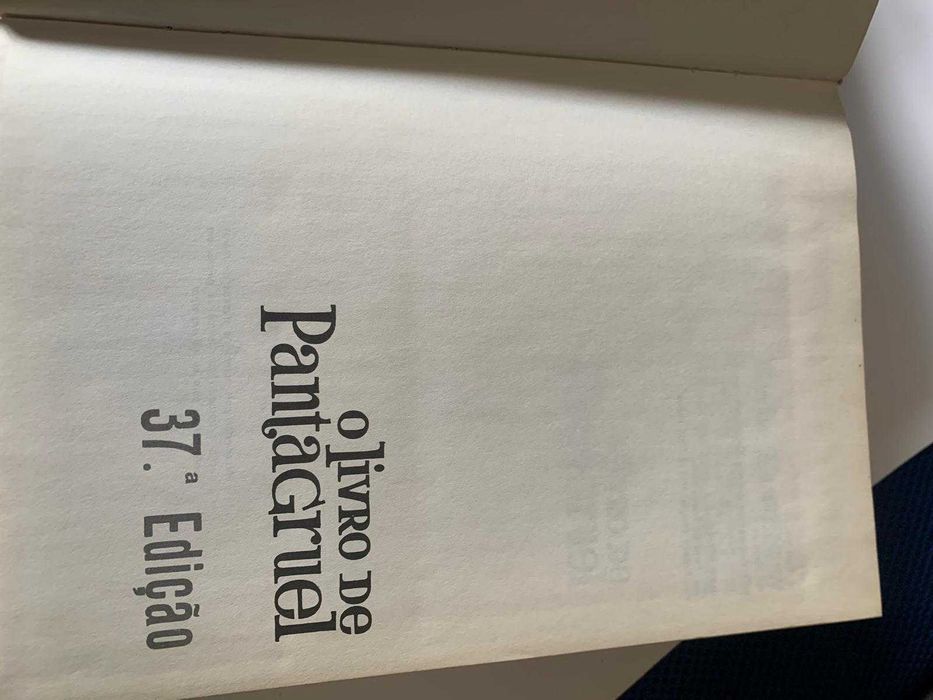 O LIVRO DE
Pantagruel
37.ª Edição